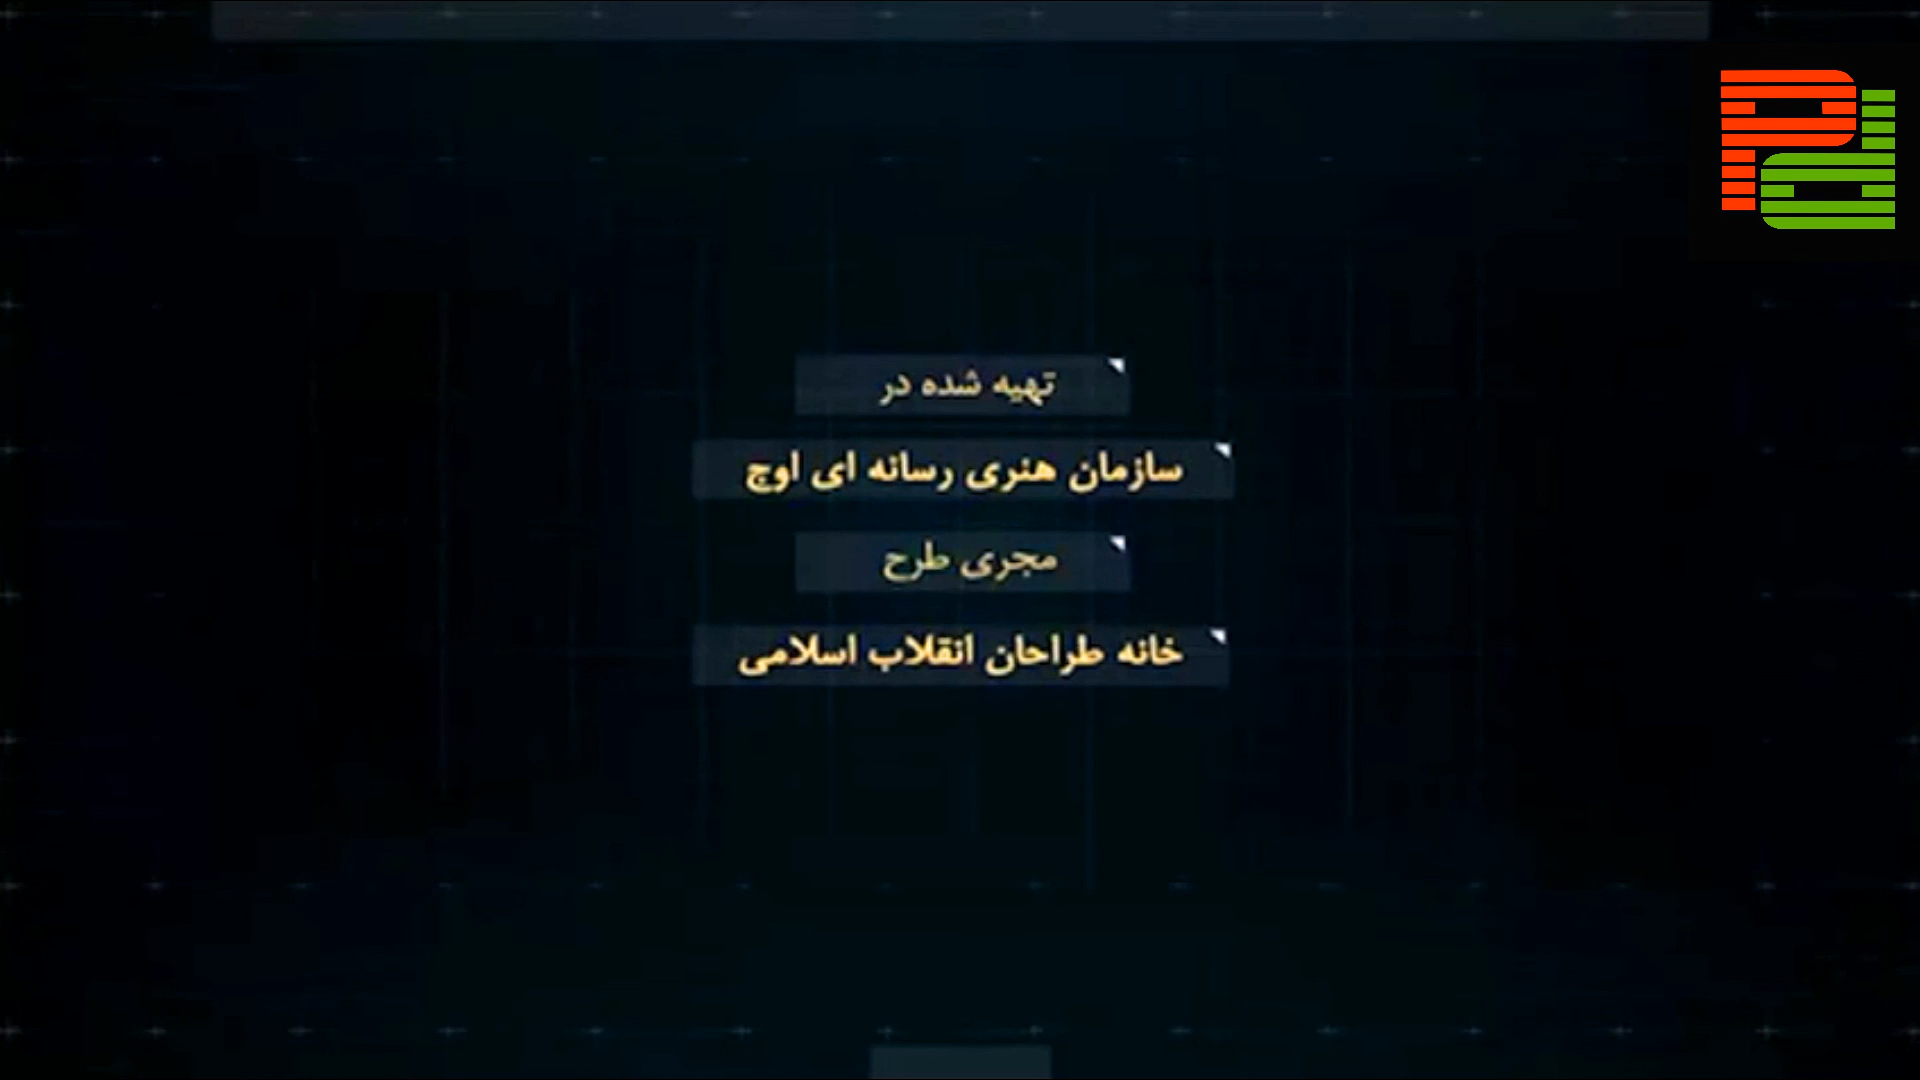 تهیه شده در
سازمان هنری رسانه ای اوج
مجری طرح
خانه طراحان انقلاب اسلامی